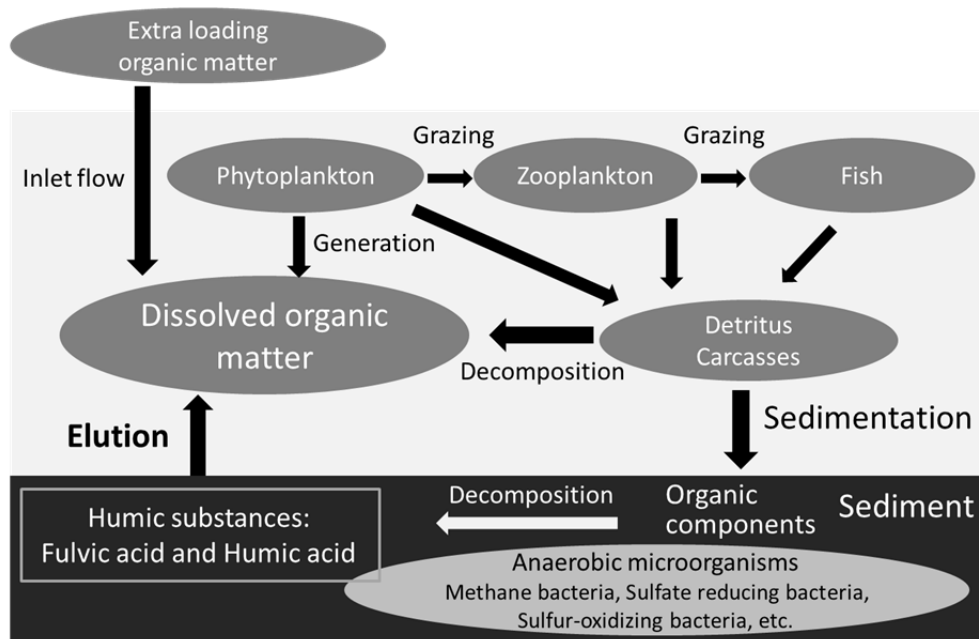 Extra loading
organic matter
Inlet flow
Phytoplankton
Grazing
Zooplankton
Grazing
Fish
Generation
Dissolved organic
matter
Decomposition
Detritus
Carcasses
Elution
Sedimentation
Humic substances:
Fulvic acid and Humic acid
Decomposition
Organic
components
Sediment
Anaerobic microorganisms
Methane bacteria, Sulfate reducing bacteria,
Sulfur-oxidizing bacteria, etc.